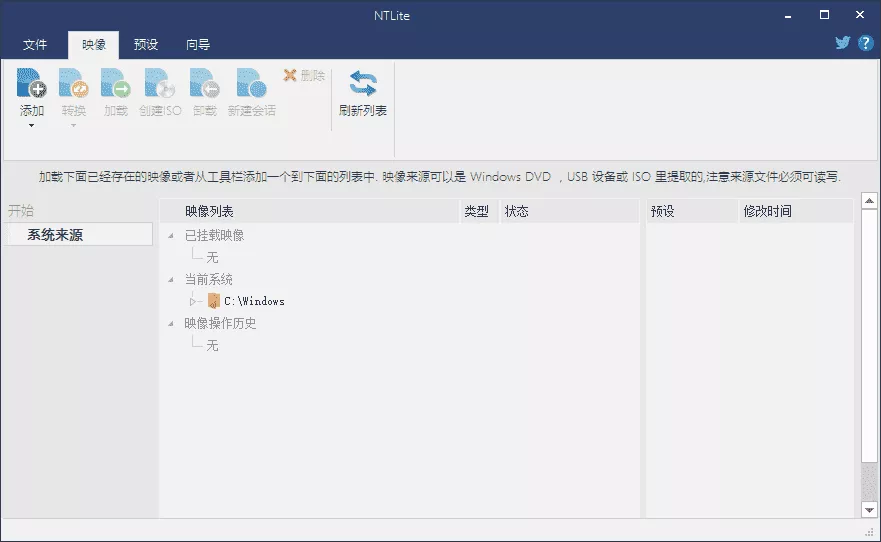 NTLite
文件 映像 预设 向导
添加 转换 加载 创建ISO 卸载 新建会话 删除 刷新列表
加载下面已经存在的映像或者从工具栏添加一个到下面的列表中. 映像来源可以是 Windows DVD ，USB 设备或 ISO 里提取的,注意来源文件必须可读写.
开始
系统来源
映像列表 类型 状态 预设 修改时间
已挂载映像
无
当前系统
C:\Windows
映像操作历史
无